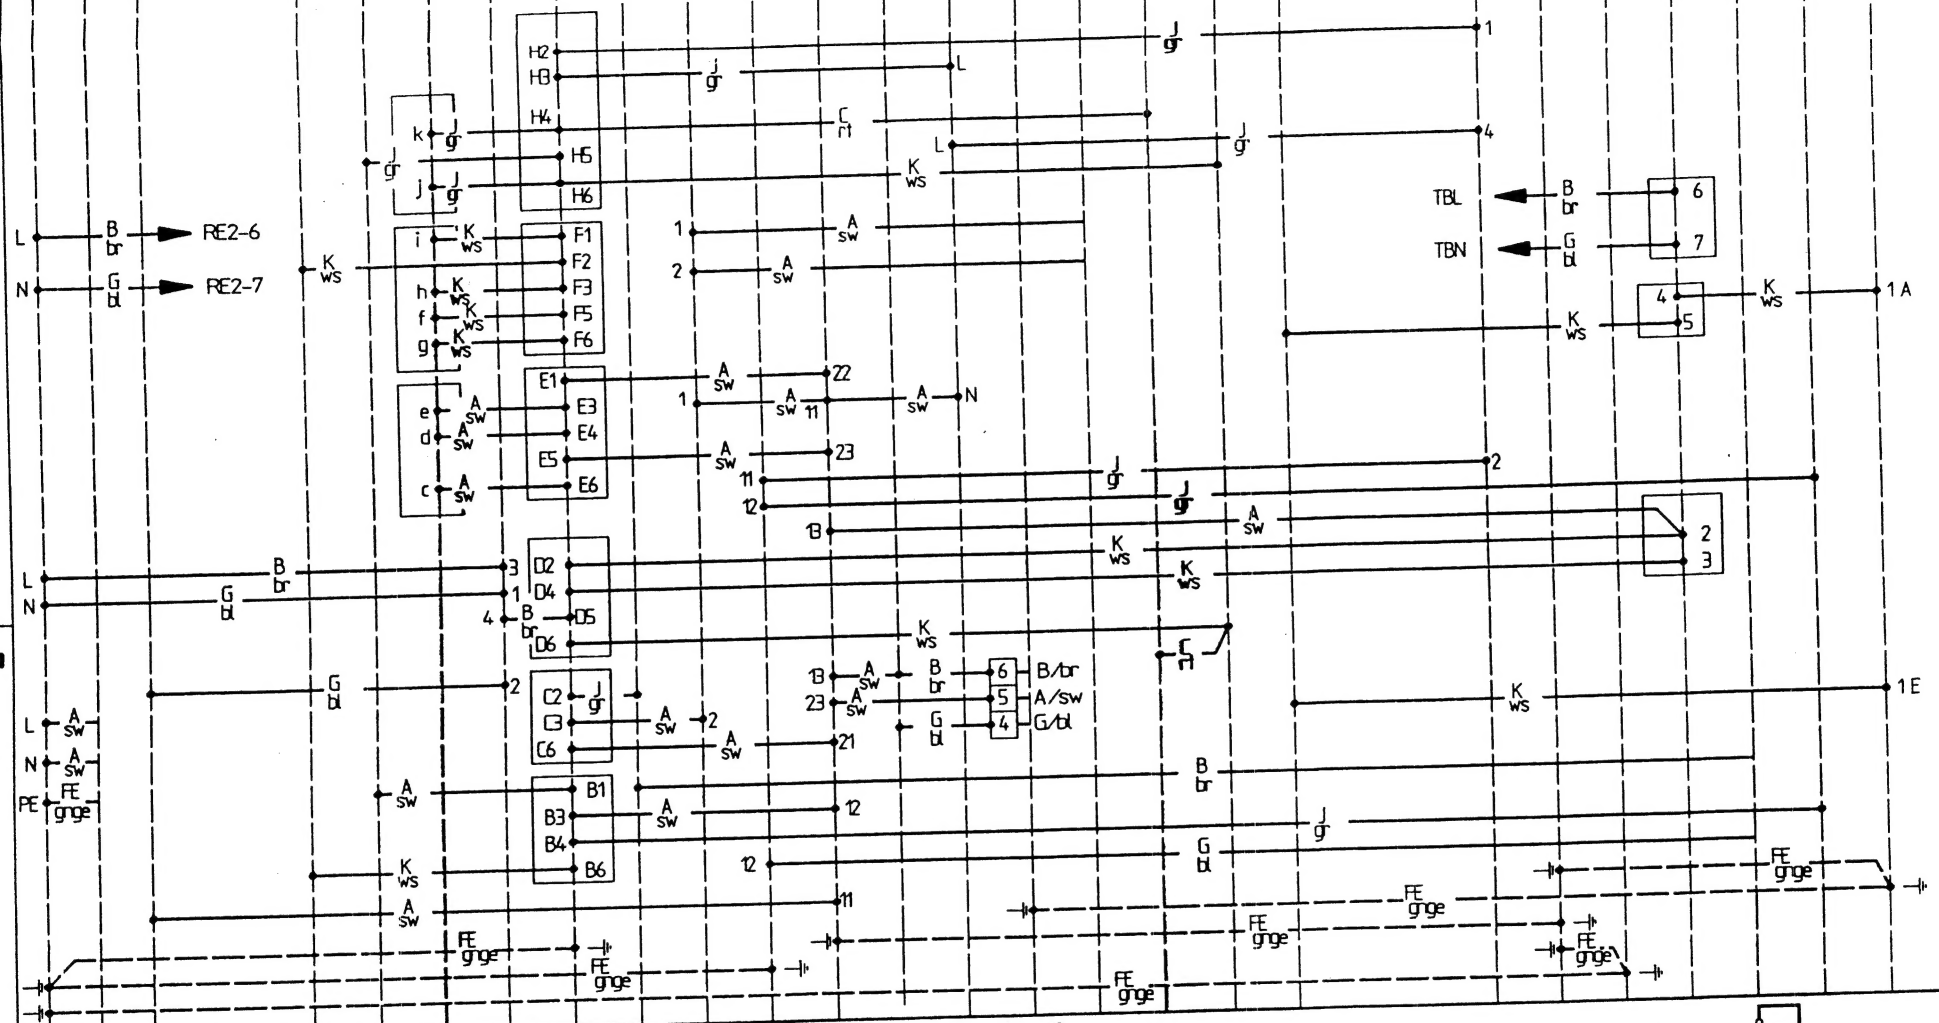 H2 J gr 1
H3 J gr L
H4 C rt
k J gr
L J gr 4
J gr H5
j J gr K ws
H6
TBL B br 6
L B br RE2-6
1 A sw
i K ws F1
TBN G bl 7
K ws F2
2 A sw
N G bl RE2-7
h K ws F3
4 K ws 1A
f K ws F5
K ws 5
g K ws F6
E1 A sw 22
1 A sw 11 A sw N
e A sw E3
d A sw E4
E5 A sw 23
11 J gr 2
c A sw E6
12 J gr
13 A sw 2
L B br 3 D2 K ws
3
N G bl 1 D4 K ws
4 B br D5
D6 K ws
C rt
13 A sw B br 6 B/br
G bl 2
C2 J gr
23 A sw 5 A/sw
K ws 1E
L A sw
C3 A sw 2
G bl 4 G/bl
C6 A sw 21
N A sw
B br
A sw B1
PE FE gnge
B3 A sw 12
B4 J gr
12 G bl
K ws B6
FE gnge
A sw 11
FE gnge
FE gnge
FE gnge
FE gnge
FE gnge
FE gnge